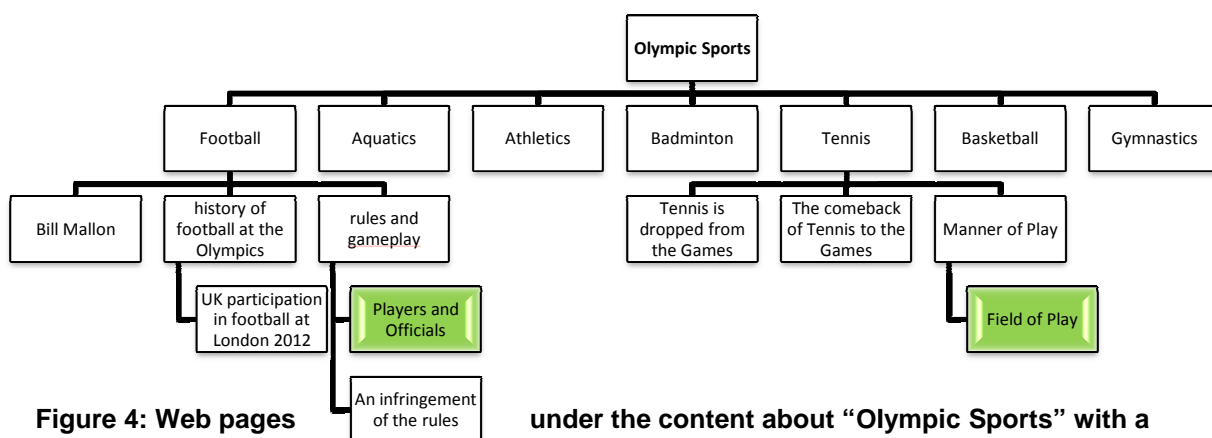 Olympic Sports
Football
Aquatics
Athletics
Badminton
Tennis
Basketball
Gymnastics
Bill Mallon
history of
football at the
Olympics
rules and
gameplay
Tennis is
dropped from
the Games
The comeback
of Tennis to the
Games
Manner of Play
UK participation
in football at
London 2012
Players and
Officials
Field of Play
An infringement
of the rules
Figure 4: Web pages under the content about “Olympic Sports” with a